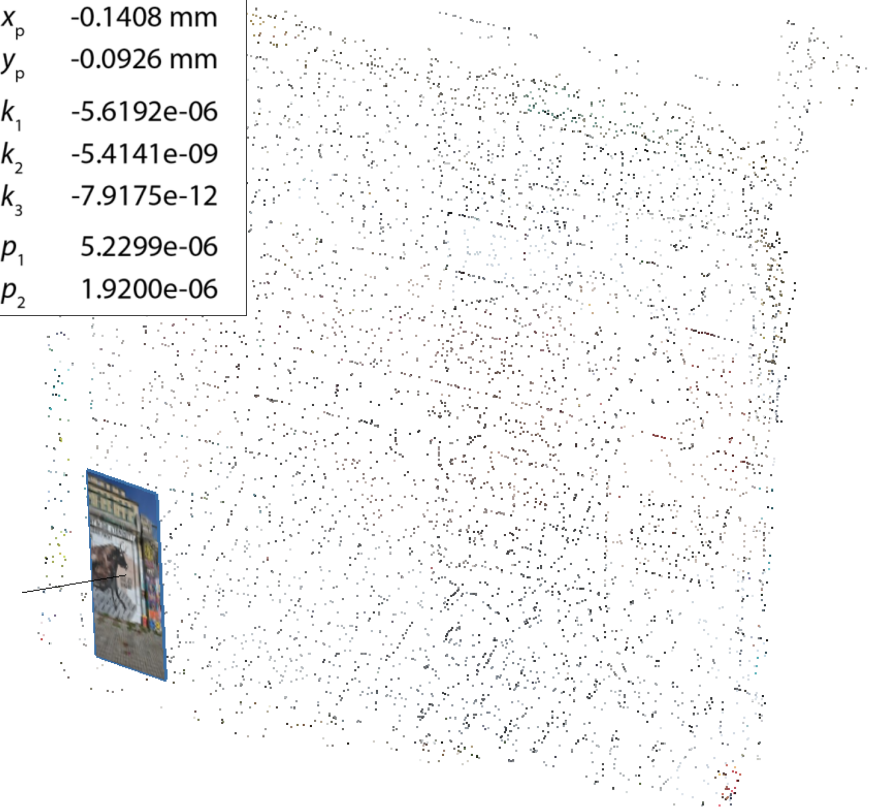 xp -0.1408 mm
yp -0.0926 mm
k1 -5.6192e-06
k2 -5.4141e-09
k3 -7.9175e-12
p1 5.2299e-06
p2 1.9200e-06